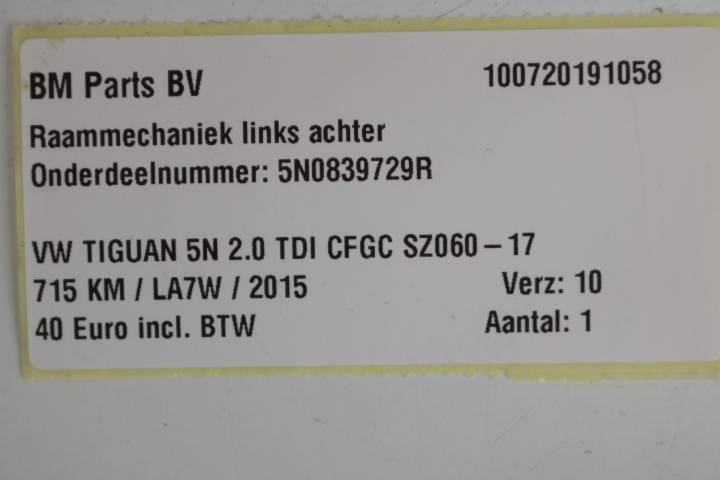 BM Parts BV 100720191058
Raammechaniek links achter
Onderdeelnummer: 5N0839729R
VW TIGUAN 5N 2.0 TDI CFGC SZ060 – 17
715 KM / LA7W / 2015 Verz: 10
40 Euro incl. BTW Aantal: 1